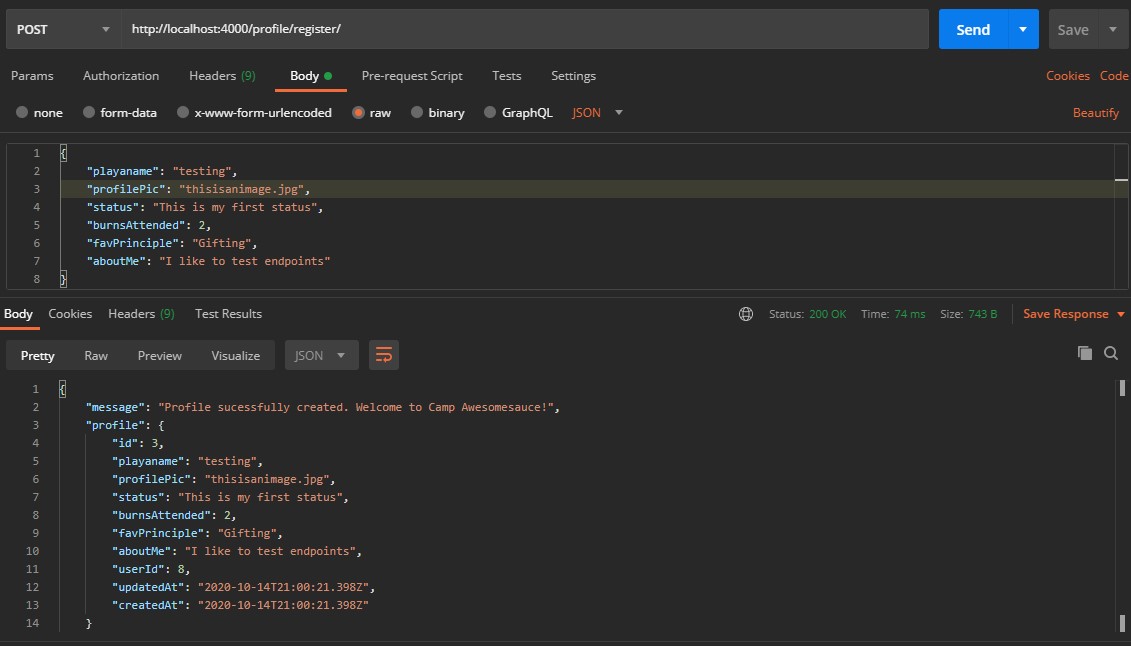 POST http://localhost:4000/profile/register/ Send Save
Params Authorization Headers (9) Body Pre-request Script Tests Settings Cookies Code
none form-data x-www-form-urlencoded raw binary GraphQL JSON Beautify
1 {
2 "playaname": "testing",
3 "profilePic": "thisisanimage.jpg",
4 "status": "This is my first status",
5 "burnsAttended": 2,
6 "favPrinciple": "Gifting",
7 "aboutMe": "I like to test endpoints"
8 }
Body Cookies Headers (9) Test Results Status: 200 OK Time: 74 ms Size: 743 B Save Response
Pretty Raw Preview Visualize JSON
1 {
2 "message": "Profile sucessfully created. Welcome to Camp Awesomesauce!",
3 "profile": {
4 "id": 3,
5 "playaname": "testing",
6 "profilePic": "thisisanimage.jpg",
7 "status": "This is my first status",
8 "burnsAttended": 2,
9 "favPrinciple": "Gifting",
10 "aboutMe": "I like to test endpoints",
11 "userId": 8,
12 "updatedAt": "2020-10-14T21:00:21.398Z",
13 "createdAt": "2020-10-14T21:00:21.398Z"
14 }